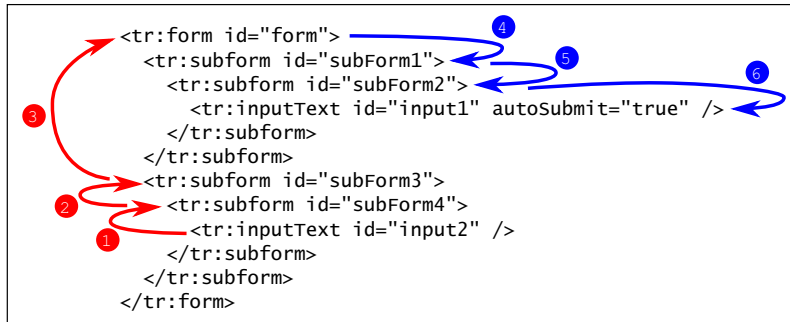 <tr:form id="form"> 4
<tr:subform id="subForm1"> 5
<tr:subform id="subForm2"> 6
3 <tr:inputText id="input1" autoSubmit="true" />
</tr:subform>
</tr:subform>
<tr:subform id="subForm3">
2 <tr:subform id="subForm4">
1 <tr:inputText id="input2" />
</tr:subform>
</tr:subform>
</tr:form>